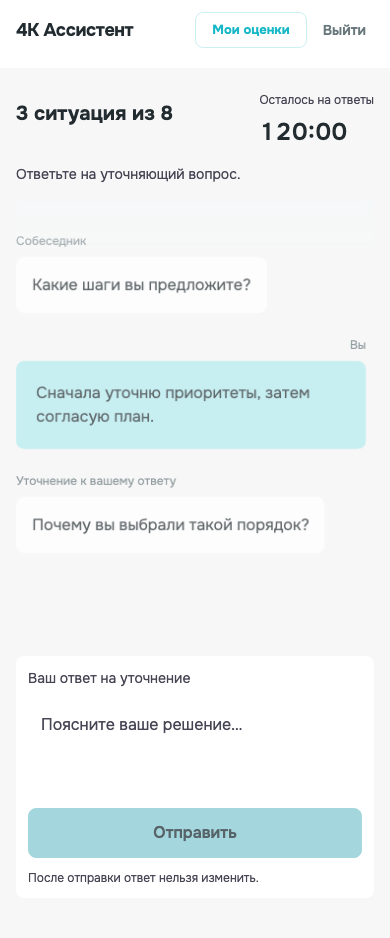 4K Ассистент
Мои оценки
Выйти
3 ситуация из 8
Осталось на ответы
120:00
Ответьте на уточняющий вопрос.
Собеседник
Какие шаги вы предложите?
Вы
Сначала уточню приоритеты, затем
согласую план.
Уточнение к вашему ответу
Почему вы выбрали такой порядок?
Ваш ответ на уточнение
Поясните ваше решение...
Отправить
После отправки ответ нельзя изменить.